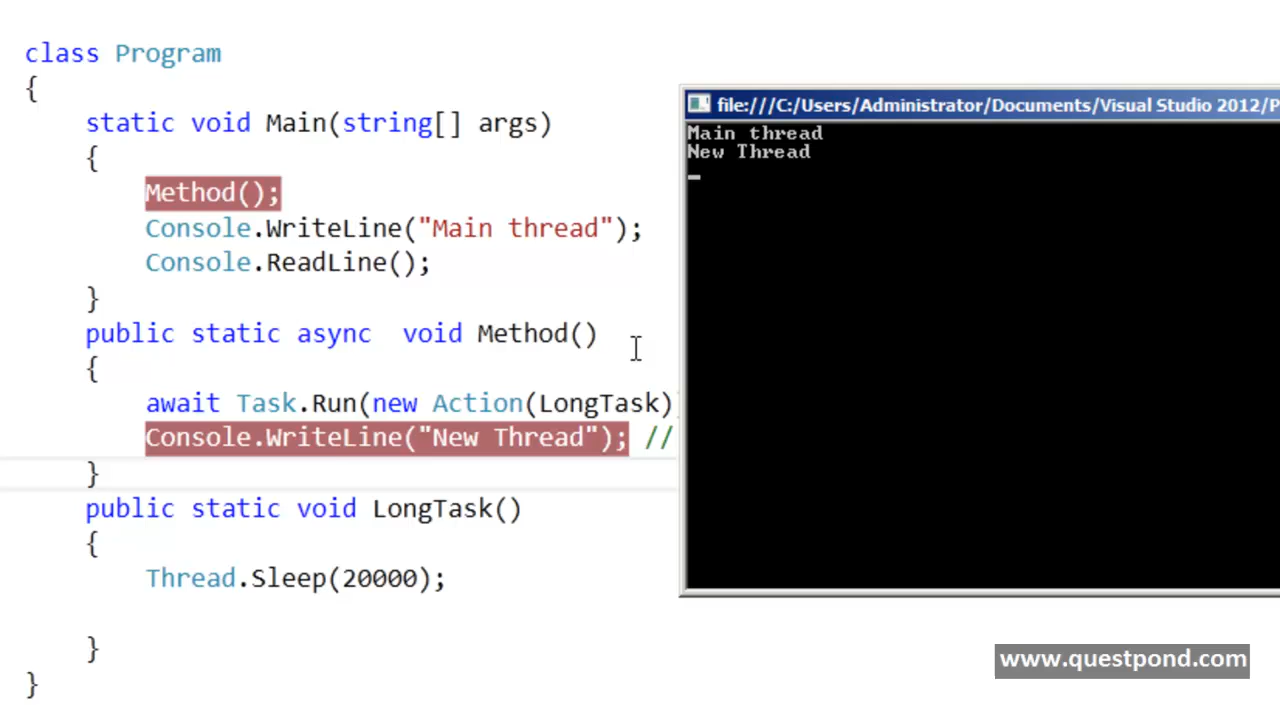 class Program
{
static void Main(string[] args)
{
Method();
Console.WriteLine("Main thread");
Console.ReadLine();
}
public static async  void Method()
{
await Task.Run(new Action(LongTask)
Console.WriteLine("New Thread"); //
}
public static void LongTask()
{
Thread.Sleep(20000);
}
}
file:///C:/Users/Administrator/Documents/Visual Studio 2012/P
Main thread
New Thread
www.questpond.com